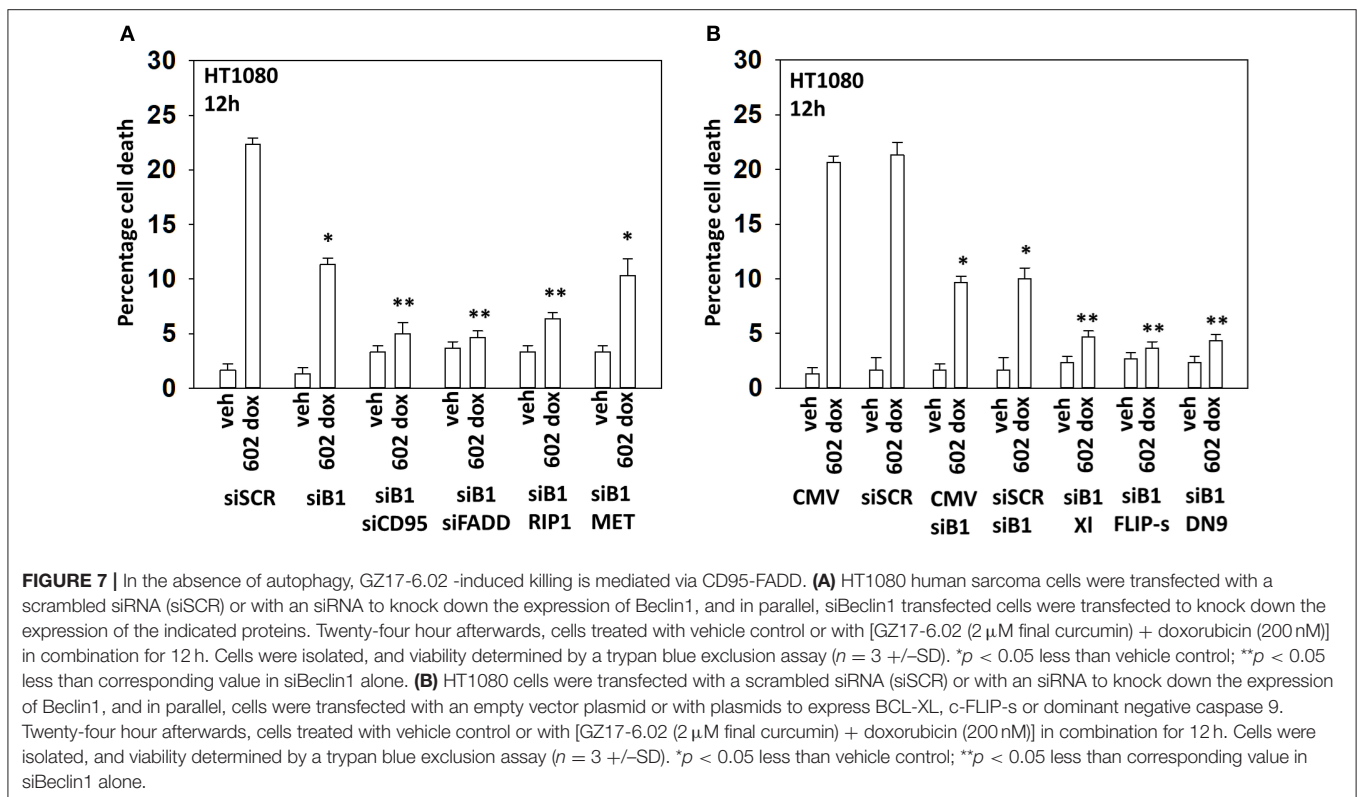 A
30
25
20
15
10
5
0
Percentage cell death
HT1080
12h
*
**
**
**
*
veh 602 dox veh 602 dox veh 602 dox veh 602 dox veh 602 dox veh 602 dox
siSCR siB1 siB1 siB1 siB1 siB1
siCD95 siFADD RIP1 MET
B
30
25
20
15
10
5
0
Percentage cell death
HT1080
12h
*
*
**
**
**
veh 602 dox veh 602 dox veh 602 dox veh 602 dox veh 602 dox veh 602 dox veh 602 dox
CMV siSCR CMV siSCR siB1 siB1 siB1
siB1 siB1 Xl FLIP-s DN9
FIGURE 7 | In the absence of autophagy, GZ17-6.02 -induced killing is mediated via CD95-FADD. (A) HT1080 human sarcoma cells were transfected with a
scrambled siRNA (siSCR) or with an siRNA to knock down the expression of Beclin1, and in parallel, siBeclin1 transfected cells were transfected to knock down the
expression of the indicated proteins. Twenty-four hour afterwards, cells treated with vehicle control or with [GZ17-6.02 (2 μM final curcumin) + doxorubicin (200 nM)]
in combination for 12 h. Cells were isolated, and viability determined by a trypan blue exclusion assay (n = 3 +/–SD). *p < 0.05 less than vehicle control; **p < 0.05
less than corresponding value in siBeclin1 alone. (B) HT1080 cells were transfected with a scrambled siRNA (siSCR) or with an siRNA to knock down the expression
of Beclin1, and in parallel, cells were transfected with an empty vector plasmid or with plasmids to express BCL-XL, c-FLIP-s or dominant negative caspase 9.
Twenty-four hour afterwards, cells treated with vehicle control or with [GZ17-6.02 (2 μM final curcumin) + doxorubicin (200 nM)] in combination for 12 h. Cells were
isolated, and viability determined by a trypan blue exclusion assay (n = 3 +/–SD). *p < 0.05 less than vehicle control; **p < 0.05 less than corresponding value in
siBeclin1 alone.